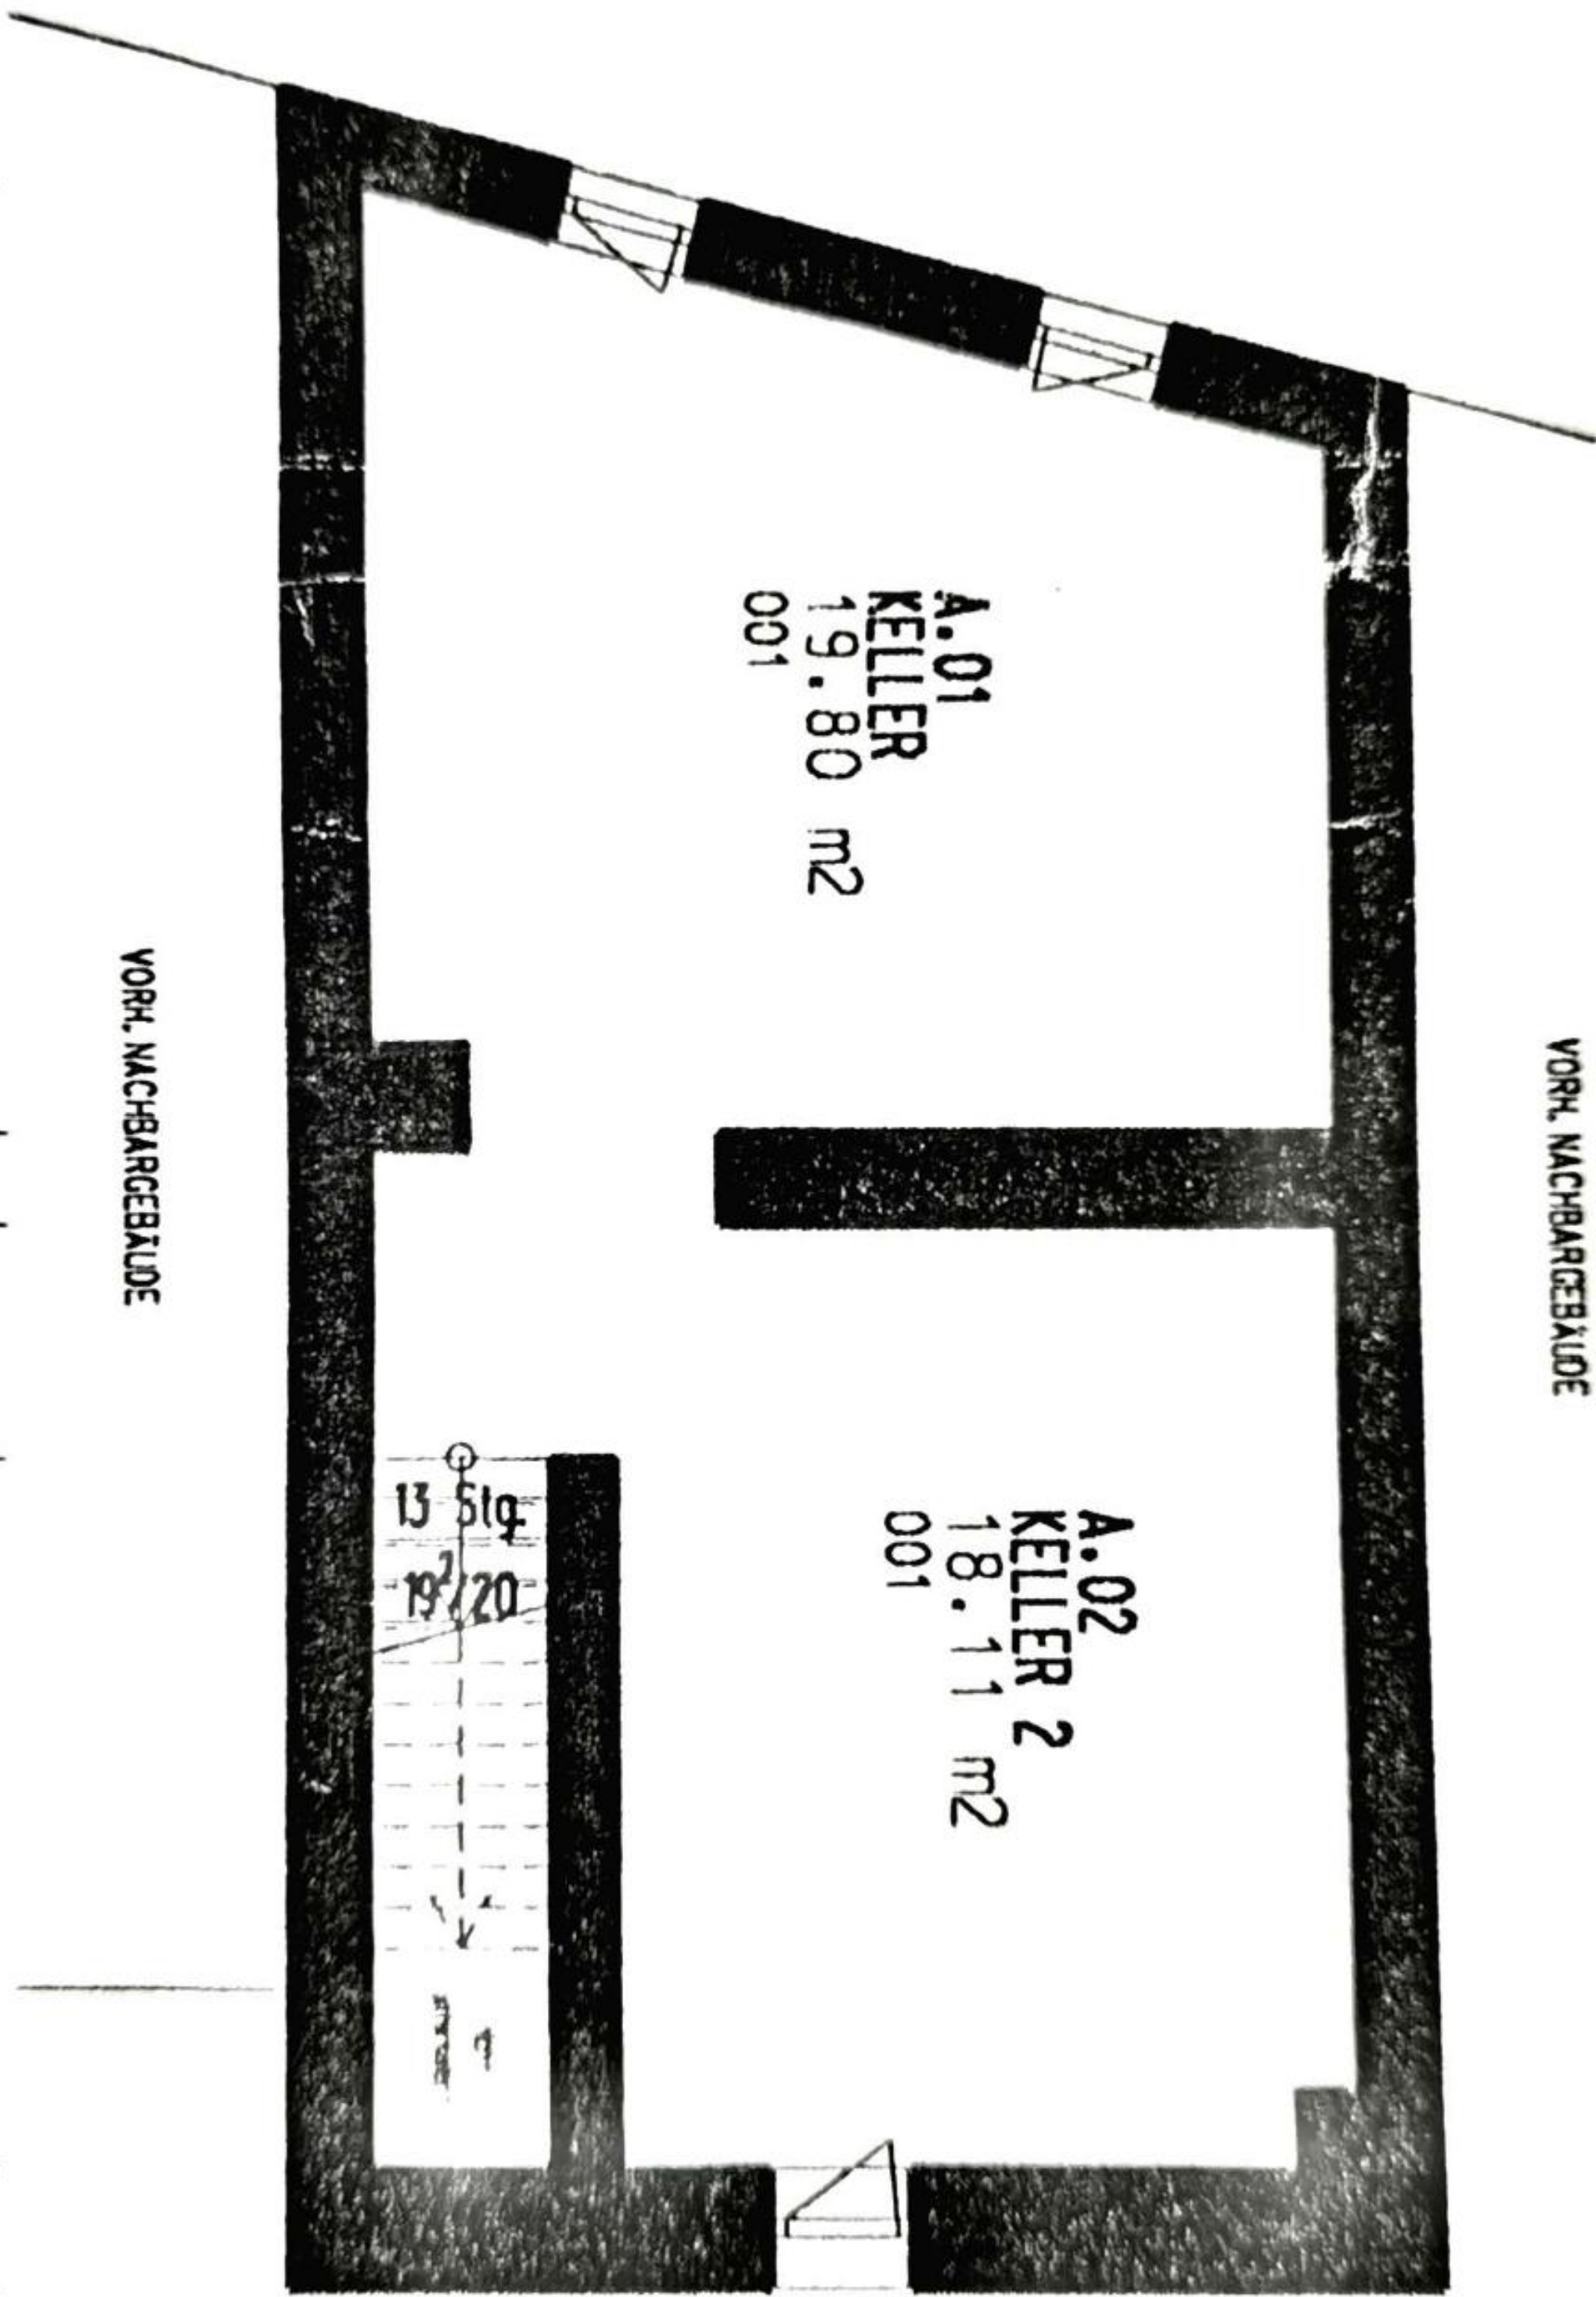 A.01
KELLER
19.80 m2
001
VORH. NACHBARGEBÄUDE
VORH. NACHBARGEBÄUDE
13 Stg
19²/20
A.02
KELLER 2
18.11 m2
001